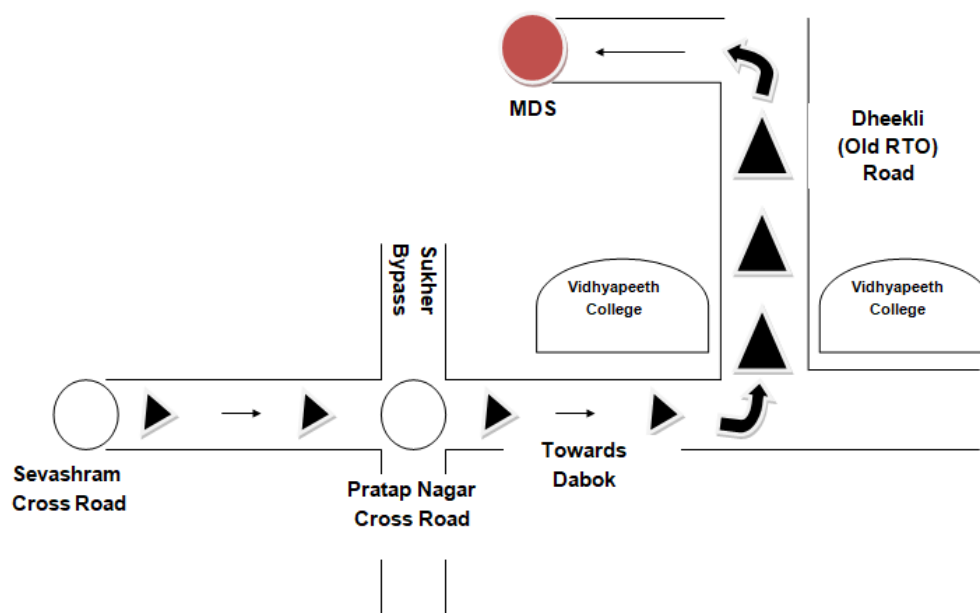 MDS
Dheekli
(Old RTO)
Road
Sukher
Bypass
Vidhyapeeth
College
Vidhyapeeth
College
Sevashram
Cross Road
Pratap Nagar
Cross Road
Towards
Dabok